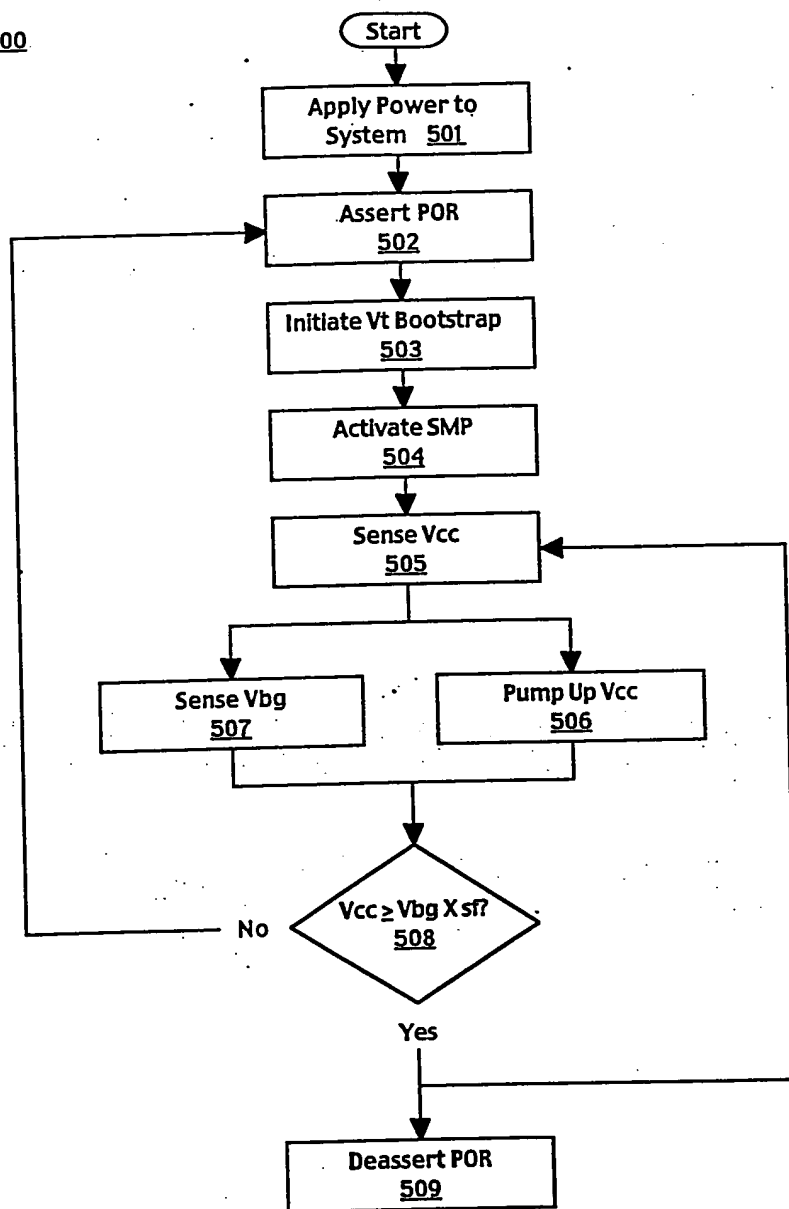 00
Start
Apply Power to
System 501
Assert POR
502
Initiate Vt Bootstrap
503
Activate SMP
504
Sense Vcc
505
Sense Vbg
507
Pump Up Vcc
506
Vcc ≥ Vbg X sf?
508
No
Yes
Deassert POR
509